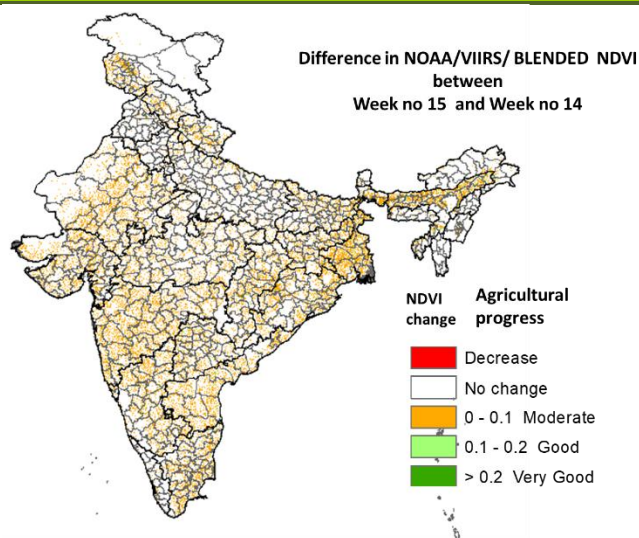 Difference in NOAA/VIIRS/ BLENDED NDVI
between
Week no 15 and Week no 14
NDVI change
Agricultural progress
Decrease
No change
0 - 0.1 Moderate
0.1 - 0.2 Good
> 0.2 Very Good